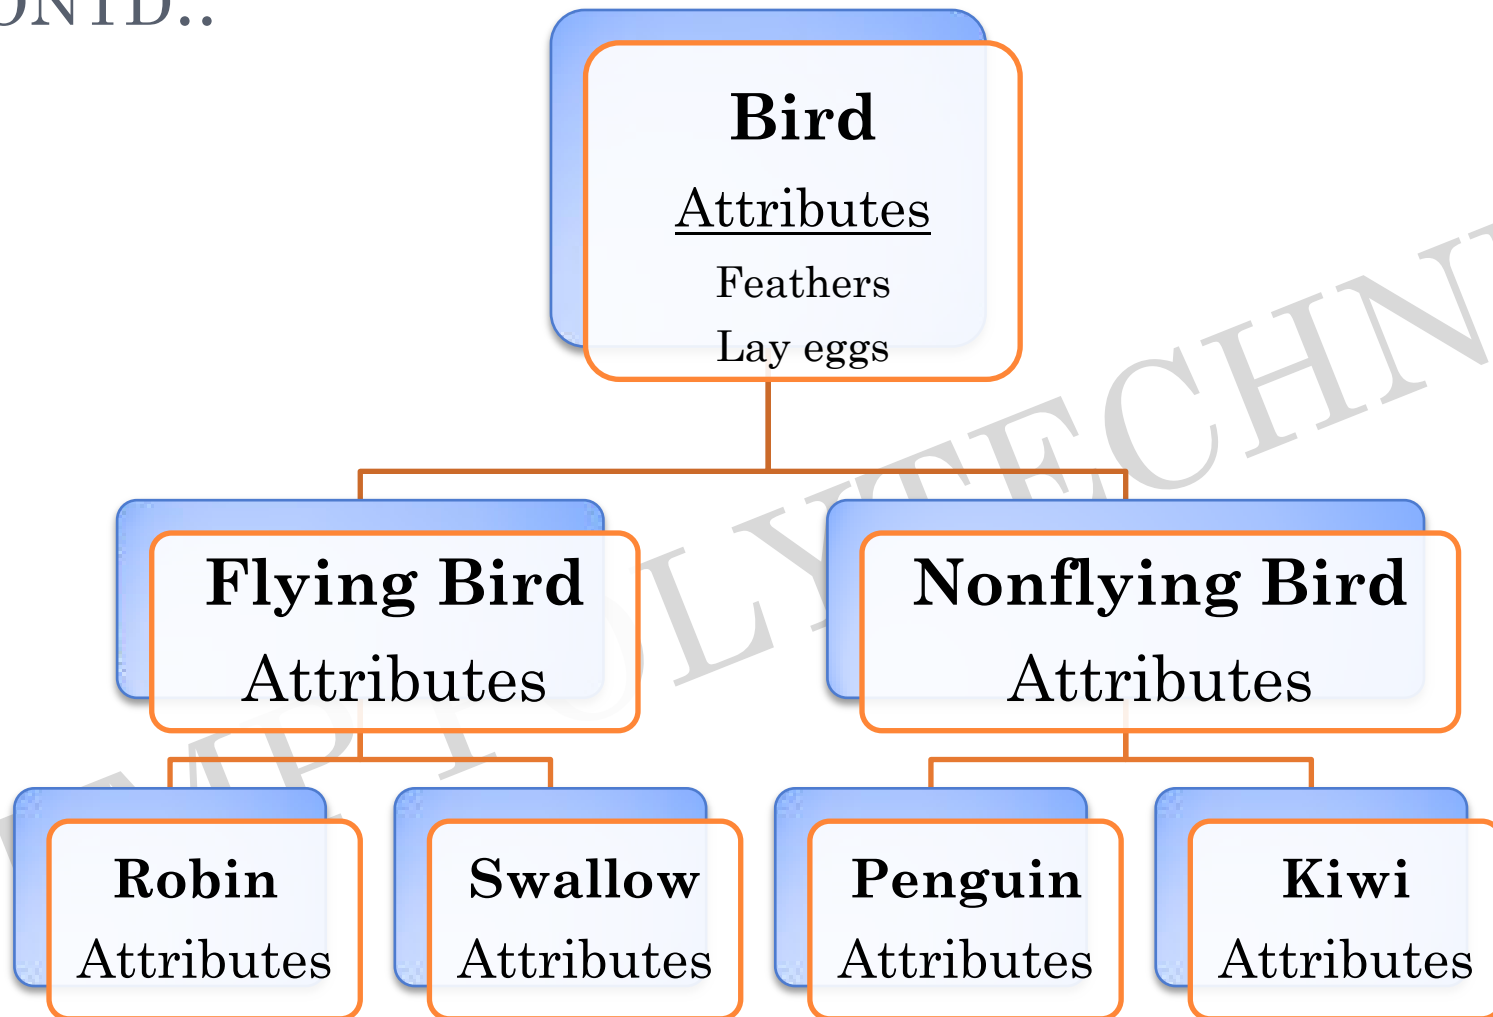 ONTD..
Bird
Attributes
Feathers
Lay eggs
Flying Bird
Attributes
Nonflying Bird
Attributes
Robin
Attributes
Swallow
Attributes
Penguin
Attributes
Kiwi
Attributes